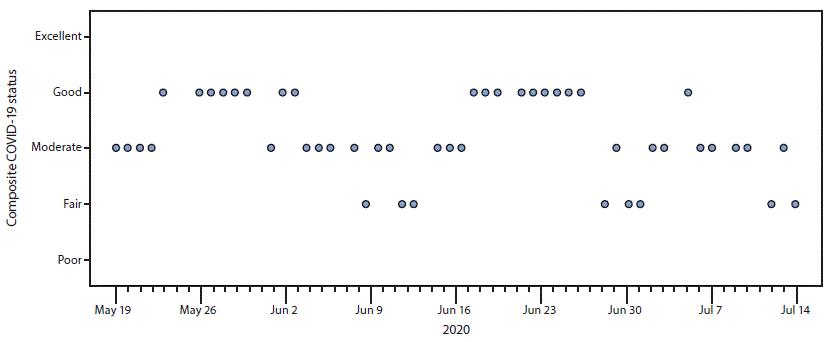 Composite COVID-19 status
Excellent
Good
Moderate
Fair
Poor
May 19 May 26 Jun 2 Jun 9 Jun 16 Jun 23 Jun 30 Jul 7 Jul 14
2020